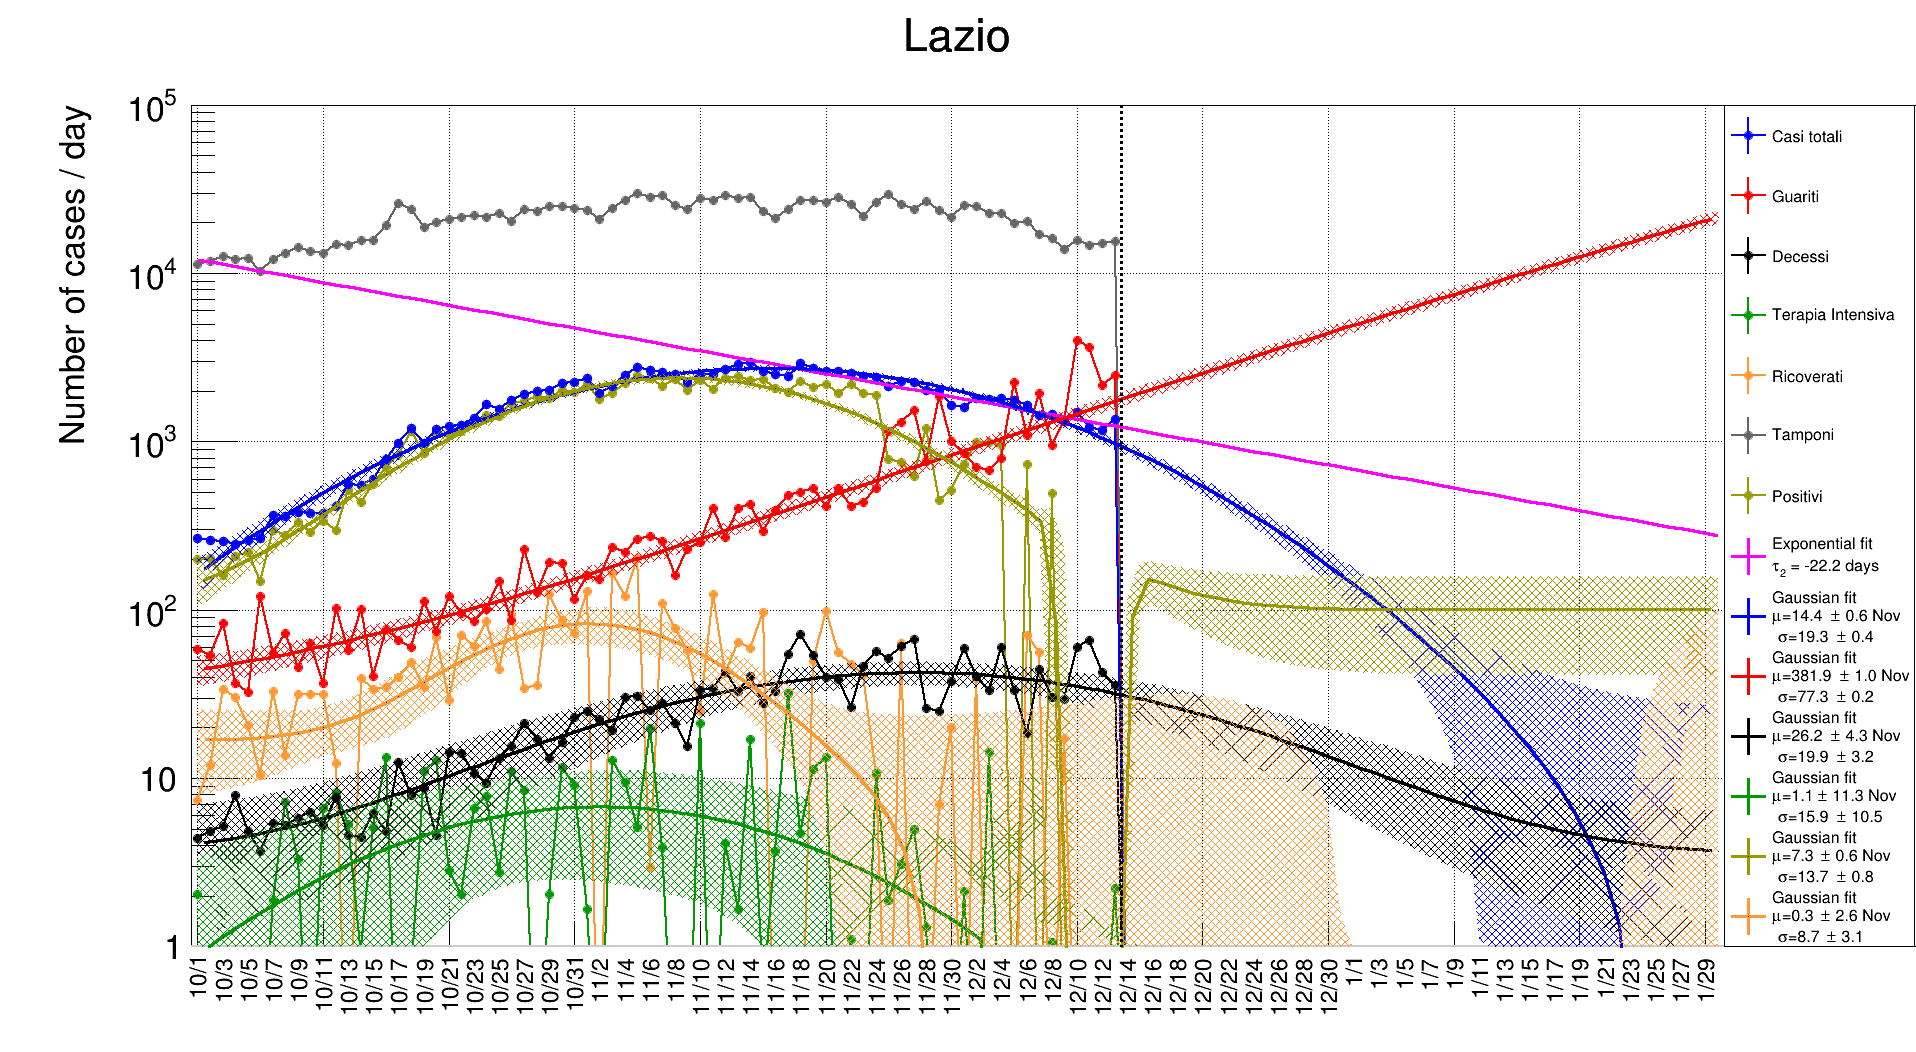 Lazio
Number of cases / day
10^5
10^4
10^3
10^2
10
1
10/1 10/3 10/5 10/7 10/9 10/11 10/13 10/15 10/17 10/19 10/21 10/23 10/25 10/27 10/29 10/31 11/2 11/4 11/6 11/8 11/10 11/12 11/14 11/16 11/18 11/20 11/22 11/24 11/26 11/28 11/30 12/2 12/4 12/6 12/8 12/10 12/12 12/14 12/16 12/18 12/20 12/22 12/24 12/26 12/28 12/30 1/1 1/3 1/5 1/7 1/9 1/11 1/13 1/15 1/17 1/19 1/21 1/23 1/25 1/27 1/29
Casi totali
Guariti
Decessi
Terapia Intensiva
Ricoverati
Tamponi
Positivi
Exponential fit
τ₂ = -22.2 days
Gaussian fit
μ=14.4 ± 0.6 Nov
σ=19.3 ± 0.4
Gaussian fit
μ=381.9 ± 1.0 Nov
σ=77.3 ± 0.2
Gaussian fit
μ=26.2 ± 4.3 Nov
σ=19.9 ± 3.2
Gaussian fit
μ=1.1 ± 11.3 Nov
σ=15.9 ± 10.5
Gaussian fit
μ=7.3 ± 0.6 Nov
σ=13.7 ± 0.8
Gaussian fit
μ=0.3 ± 2.6 Nov
σ=8.7 ± 3.1